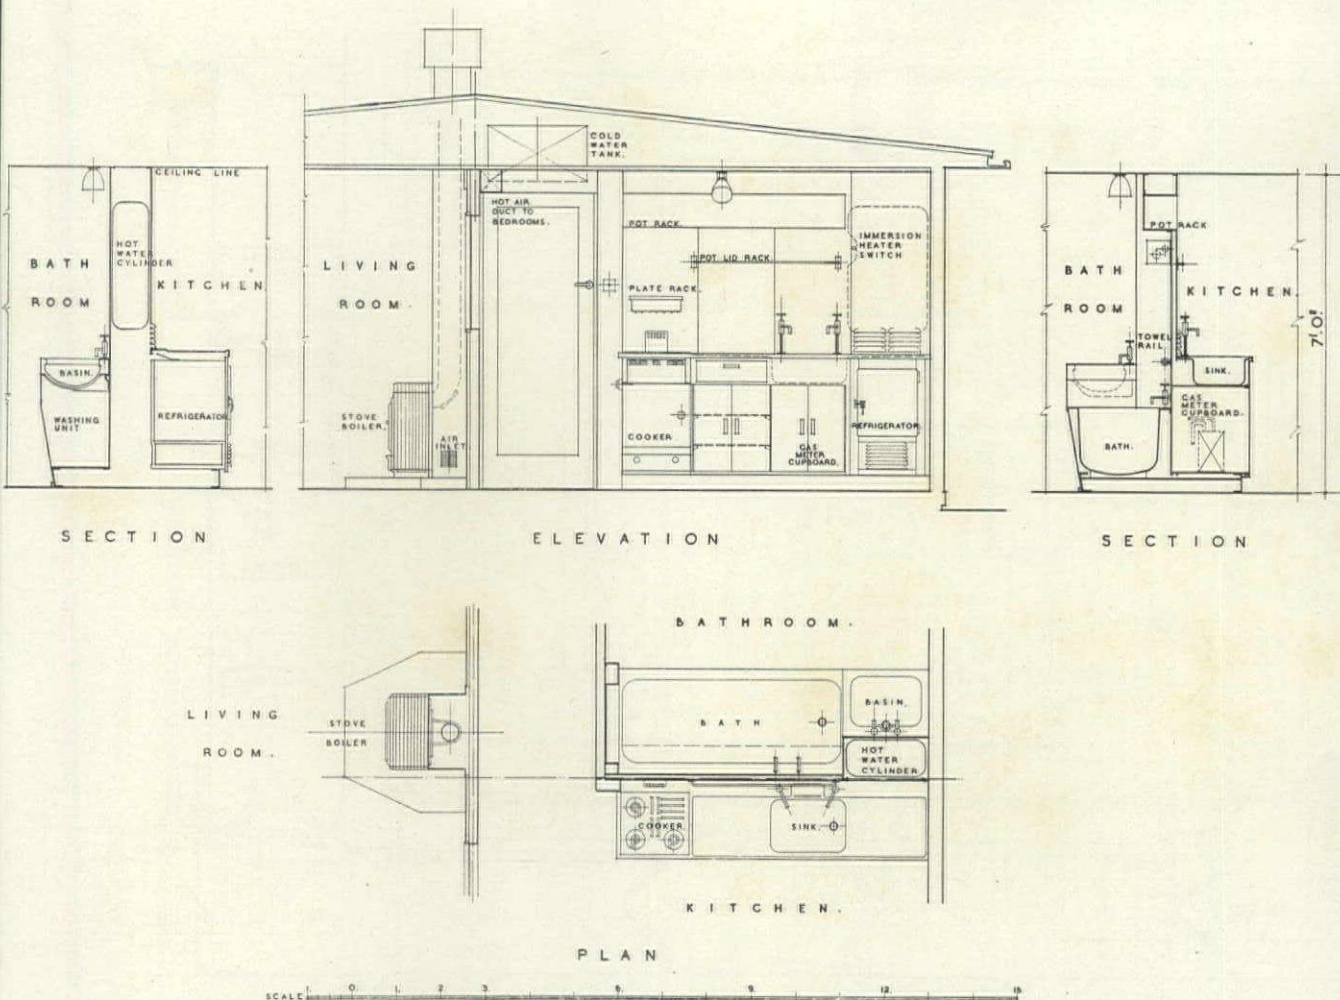 COLD
WATER
TANK.
CEILING LINE
HOT AIR
DUCT TO
BEDROOMS.
HOT
WATER
CYLINDER
BATH
ROOM
KITCHEN
BASIN.
WASHING
UNIT
REFRIGERATOR
SECTION
LIVING
ROOM.
STOVE
BOILER.
AIR
INLET
POT RACK.
POT LID RACK.
PLATE RACK.
IMMERSION
HEATER
SWITCH
COOKER
GAS
METER
CUPBOARD.
REFRIGERATOR
ELEVATION
POT RACK
BATH
ROOM
KITCHEN.
TOWEL
RAIL
SINK.
GAS
METER
CUPBOARD.
BATH.
7'.0"
SECTION
BATHROOM.
LIVING
ROOM.
STOVE
BOILER
BATH
BASIN.
HOT
WATER
CYLINDER
COOKER.
SINK.
KITCHEN.
PLAN
SCALE 1. 0. 1. 2 3. 6. 9. 12. 15